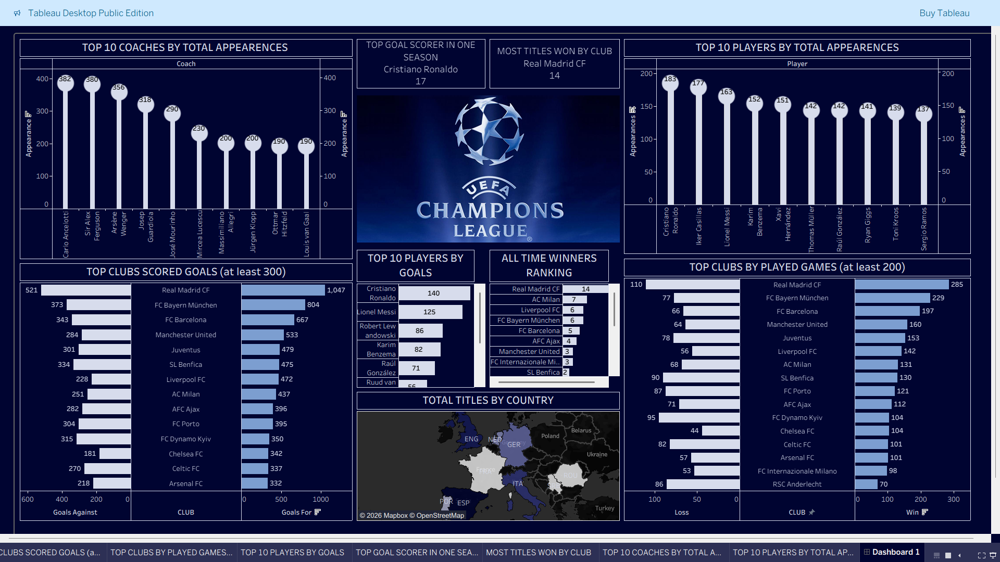 Tableau Desktop Public Edition
Buy Tableau
TOP 10 COACHES BY TOTAL APPEARENCES
Coach
400
300
200
100
0
Appearance
382
380
356
318
290
230
200
200
190
190
400
300
200
100
0
Appearance
Carlo Ancelotti
Sir Alex
Ferguson
Arsène
Wenger
Josep
Guardiola
José Mourinho
Mircea Lucescu
Massimiliano
Allegri
Jürgen Klopp
Ottmar
Hitzfeld
Louis van Gaal
TOP GOAL SCORER IN ONE
SEASON
Cristiano Ronaldo
17
MOST TITLES WON BY CLUB
Real Madrid CF
14
UEFA
CHAMPIONS
LEAGUE®
TOP 10 PLAYERS BY TOTAL APPEARENCES
Player
200
150
100
50
0
Appearances
183
177
163
152
151
142
142
141
139
137
200
150
100
50
0
Appearances
Cristiano
Ronaldo
Iker Casillas
Lionel Messi
Karim
Benzema
Xavi
Hernández
Thomas Müller
Raúl González
Ryan Giggs
Toni Kroos
Sergio Ramos
TOP CLUBS SCORED GOALS (at least 300)
521 Real Madrid CF 1,047
373 FC Bayern München 804
343 FC Barcelona 667
284 Manchester United 533
301 Juventus 479
334 SL Benfica 475
228 Liverpool FC 472
251 AC Milan 437
282 AFC Ajax 396
304 FC Porto 395
315 FC Dynamo Kyiv 350
181 Chelsea FC 342
270 Celtic FC 337
218 Arsenal FC 332
600 400 200 0 0 500 1000
Goals Against CLUB Goals For
TOP 10 PLAYERS BY
GOALS
Cristiano
Ronaldo 140
Lionel Messi 125
Robert Lew
andowski 86
Karim
Benzema 82
Raúl
González 71
Ruud van 56
ALL TIME WINNERS
RANKING
Real Madrid CF 14
AC Milan 7
Liverpool FC 6
FC Bayern München 6
FC Barcelona 5
AFC Ajax 4
Manchester United 3
FC Internazionale Mi.. 3
SL Benfica 2
TOTAL TITLES BY COUNTRY
ENG
NED
GER
Germany
Poland
Belarus
Ukraine
France
FRA
ROU
ITA
POR
ESP
Turkey
© 2026 Mapbox © OpenStreetMap
TOP CLUBS BY PLAYED GAMES (at least 200)
110 Real Madrid CF 285
77 FC Bayern München 229
66 FC Barcelona 197
64 Manchester United 160
78 Juventus 153
56 Liverpool FC 142
68 AC Milan 131
90 SL Benfica 130
87 FC Porto 121
71 AFC Ajax 112
95 FC Dynamo Kyiv 104
44 Chelsea FC 104
82 Celtic FC 101
57 Arsenal FC 101
53 FC Internazionale Milano 98
86 RSC Anderlecht 70
100 50 0 0 100 200 300
Loss CLUB Win
CLUBS SCORED GOALS (a...
TOP CLUBS BY PLAYED GAMES...
TOP 10 PLAYERS BY GOALS
TOP GOAL SCORER IN ONE SEA...
MOST TITLES WON BY CLUB
TOP 10 COACHES BY TOTAL A...
TOP 10 PLAYERS BY TOTAL AP...
Dashboard 1